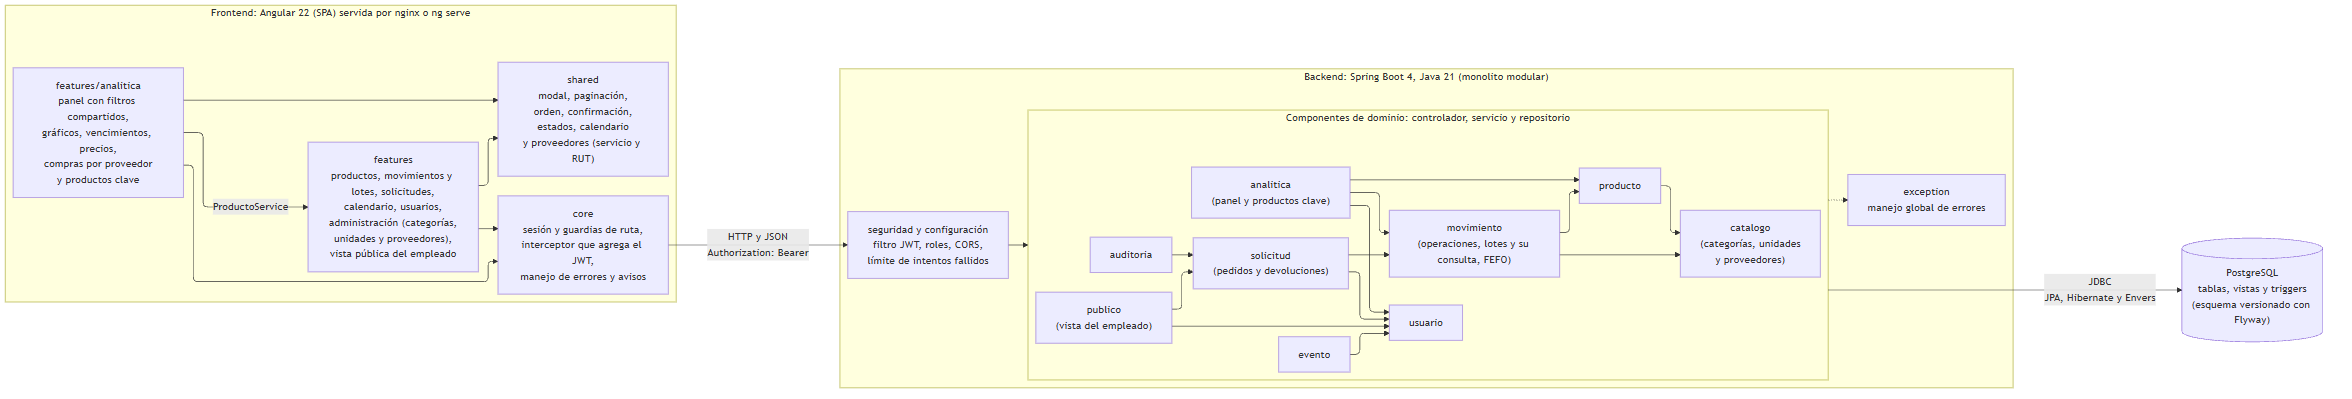 Frontend: Angular 22 (SPA) servida por nginx o ng serve
features/analitica
panel con filtros
compartidos,
gráficos, vencimientos,
precios,
compras por proveedor
y productos clave
ProductoService
features
productos, movimientos y
lotes, solicitudes,
calendario, usuarios,
administración (categorías,
unidades y proveedores),
vista pública del empleado
shared
modal, paginación,
orden, confirmación,
estados, calendario
y proveedores (servicio y
RUT)
core
sesión y guardias de ruta,
interceptor que agrega el
JWT,
manejo de errores y avisos
HTTP y JSON
Authorization: Bearer
Backend: Spring Boot 4, Java 21 (monolito modular)
seguridad y configuración
filtro JWT, roles, CORS,
límite de intentos fallidos
Componentes de dominio: controlador, servicio y repositorio
analitica
(panel y productos clave)
auditoria
solicitud
(pedidos y devoluciones)
publico
(vista del empleado)
evento
movimiento
(operaciones, lotes y su
consulta, FEFO)
usuario
producto
catalogo
(categorías, unidades
y proveedores)
exception
manejo global de errores
JDBC
JPA, Hibernate y Envers
PostgreSQL
tablas, vistas y triggers
(esquema versionado con
Flyway)